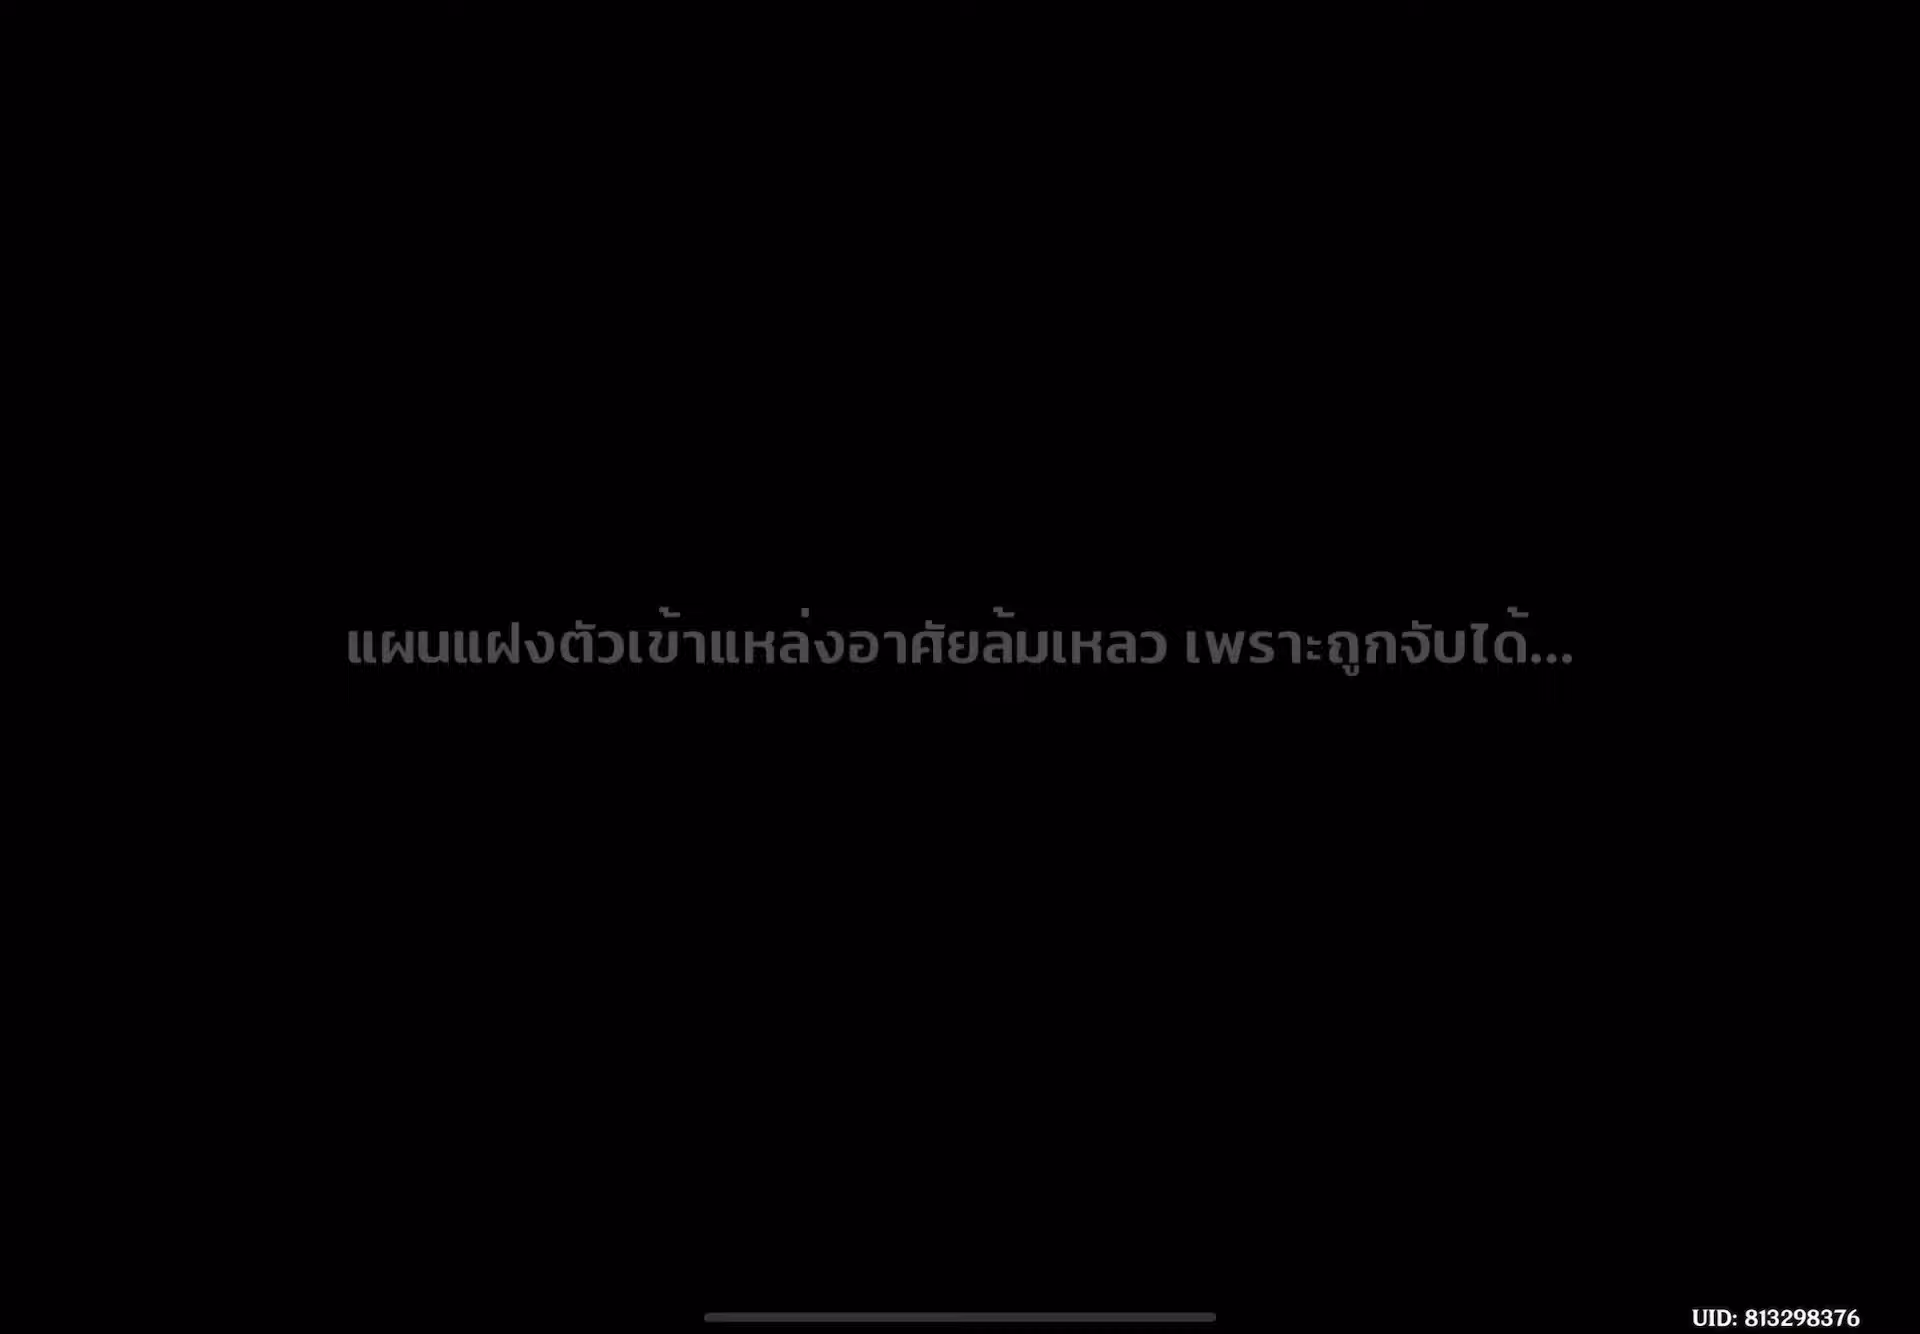 แผนแฝงตัวเข้าแหล่งอาศัยล้มเหลว เพราะถูกจับได้...
UID: 813298376